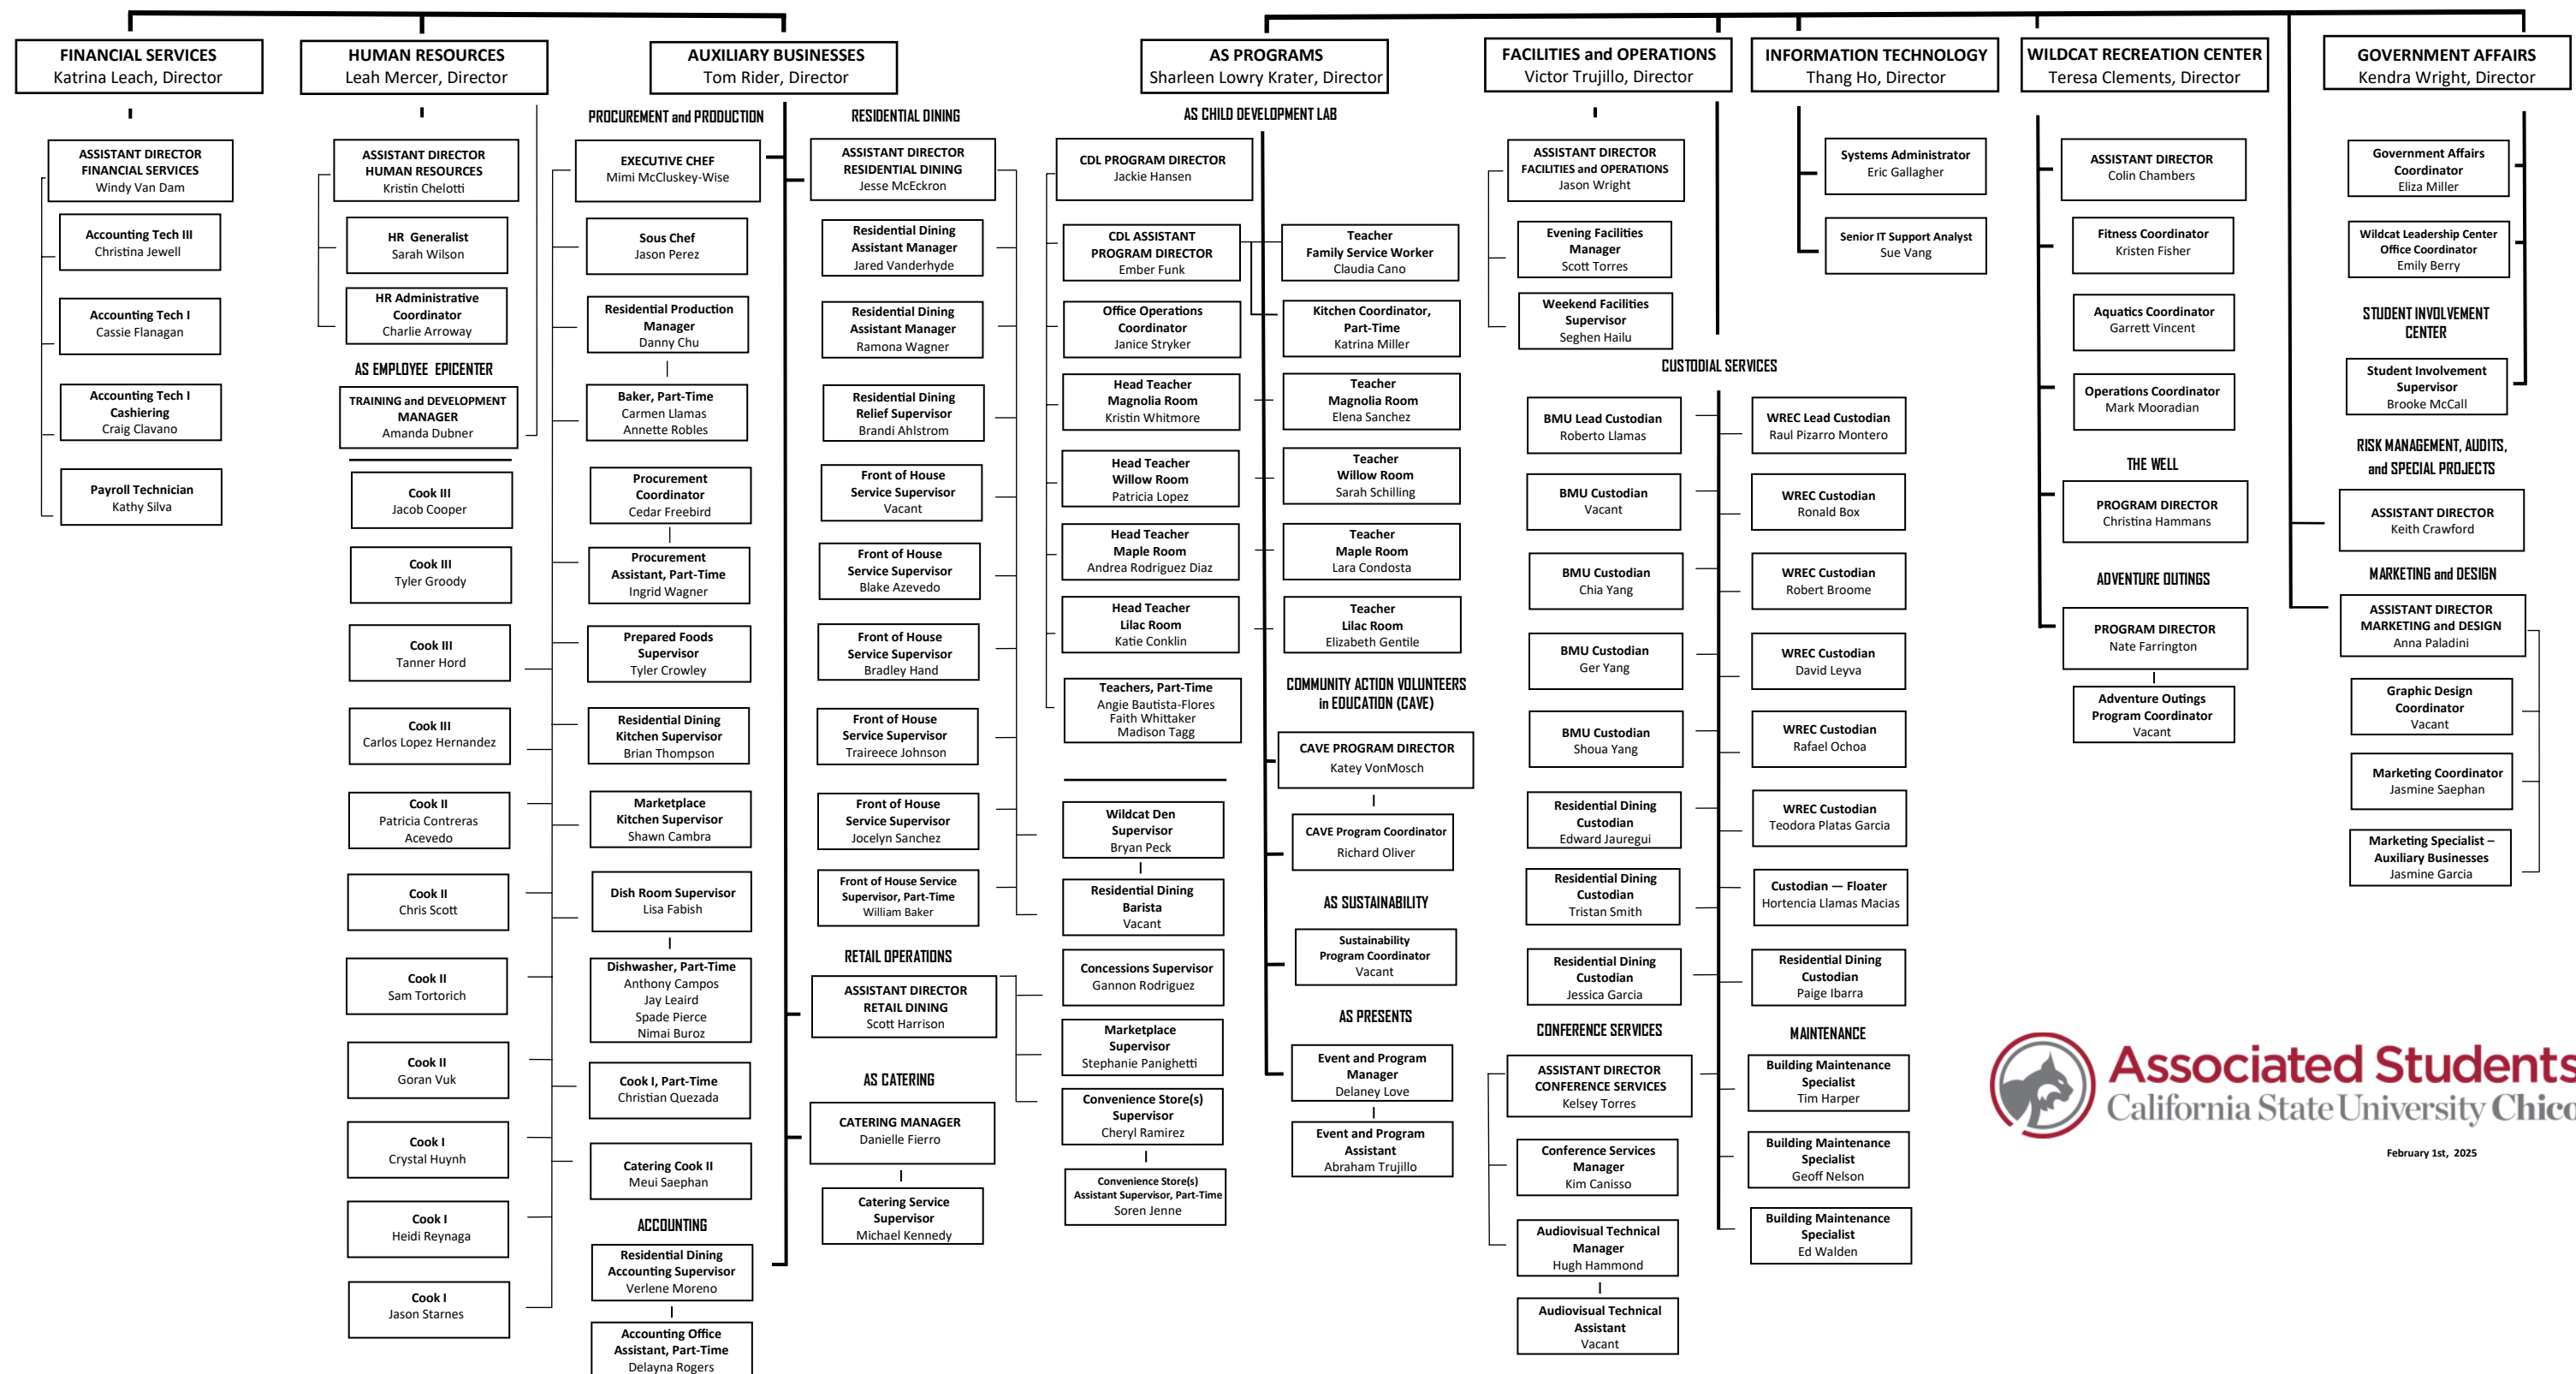 FINANCIAL SERVICES
Katrina Leach, Director
ASSISTANT DIRECTOR
FINANCIAL SERVICES
Windy Van Dam
Accounting Tech III
Christina Jewell
Accounting Tech I
Cassie Flanagan
Accounting Tech I
Cashiering
Craig Clavano
Payroll Technician
Kathy Silva
HUMAN RESOURCES
Leah Mercer, Director
ASSISTANT DIRECTOR
HUMAN RESOURCES
Kristin Chelotti
HR Generalist
Sarah Wilson
HR Administrative
Coordinator
Charlie Arroway
AS EMPLOYEE EPICENTER
TRAINING and DEVELOPMENT
MANAGER
Amanda Dubner
Cook III
Jacob Cooper
Cook III
Tyler Groody
Cook III
Tanner Hord
Cook III
Carlos Lopez Hernandez
Cook II
Patricia Contreras
Acevedo
Cook II
Chris Scott
Cook II
Sam Tortorich
Cook II
Goran Vuk
Cook I
Crystal Huynh
Cook I
Heidi Reynaga
Cook I
Jason Starnes
AUXILIARY BUSINESSES
Tom Rider, Director
PROCUREMENT and PRODUCTION
EXECUTIVE CHEF
Mimi McCluskey-Wise
Sous Chef
Jason Perez
Residential Production
Manager
Danny Chu
Baker, Part-Time
Carmen Llamas
Annette Robles
Procurement
Coordinator
Cedar Freebird
Procurement
Assistant, Part-Time
Ingrid Wagner
Prepared Foods
Supervisor
Tyler Crowley
Residential Dining
Kitchen Supervisor
Brian Thompson
Marketplace
Kitchen Supervisor
Shawn Cambra
Dish Room Supervisor
Lisa Fabish
Dishwasher, Part-Time
Anthony Campos
Jay Leaird
Spade Pierce
Nimai Buroz
Cook I, Part-Time
Christian Quezada
Catering Cook II
Meui Saephan
ACCOUNTING
Residential Dining
Accounting Supervisor
Verlene Moreno
Accounting Office
Assistant, Part-Time
Delayna Rogers
RESIDENTIAL DINING
ASSISTANT DIRECTOR
RESIDENTIAL DINING
Jesse McEckron
Residential Dining
Assistant Manager
Jared Vanderhyde
Residential Dining
Assistant Manager
Ramona Wagner
Residential Dining
Relief Supervisor
Brandi Ahlstrom
Front of House
Service Supervisor
Vacant
Front of House
Service Supervisor
Blake Azevedo
Front of House
Service Supervisor
Bradley Hand
Front of House
Service Supervisor
Traireece Johnson
Front of House
Service Supervisor
Jocelyn Sanchez
Front of House Service
Supervisor, Part-Time
William Baker
RETAIL OPERATIONS
ASSISTANT DIRECTOR
RETAIL DINING
Scott Harrison
AS CATERING
CATERING MANAGER
Danielle Fierro
Catering Service
Supervisor
Michael Kennedy
AS PROGRAMS
Sharleen Lowry Krater, Director
AS CHILD DEVELOPMENT LAB
CDL PROGRAM DIRECTOR
Jackie Hansen
CDL ASSISTANT
PROGRAM DIRECTOR
Ember Funk
Office Operations
Coordinator
Janice Stryker
Head Teacher
Magnolia Room
Kristin Whitmore
Head Teacher
Willow Room
Patricia Lopez
Head Teacher
Maple Room
Andrea Rodriguez Diaz
Head Teacher
Lilac Room
Katie Conklin
Teachers, Part-Time
Angie Bautista-Flores
Faith Whittaker
Madison Tagg
Wildcat Den
Supervisor
Bryan Peck
Residential Dining
Barista
Vacant
Concessions Supervisor
Gannon Rodriguez
Marketplace
Supervisor
Stephanie Panighetti
Convenience Store(s)
Supervisor
Cheryl Ramirez
Convenience Store(s)
Assistant Supervisor, Part-Time
Soren Jenne
Teacher
Family Service Worker
Claudia Cano
Kitchen Coordinator,
Part-Time
Katrina Miller
Teacher
Magnolia Room
Elena Sanchez
Teacher
Willow Room
Sarah Schilling
Teacher
Maple Room
Lara Condosta
Teacher
Lilac Room
Elizabeth Gentile
COMMUNITY ACTION VOLUNTEERS
in EDUCATION (CAVE)
CAVE PROGRAM DIRECTOR
Katey VonMosch
CAVE Program Coordinator
Richard Oliver
AS SUSTAINABILITY
Sustainability
Program Coordinator
Vacant
AS PRESENTS
Event and Program
Manager
Delaney Love
Event and Program
Assistant
Abraham Trujillo
FACILITIES and OPERATIONS
Victor Trujillo, Director
ASSISTANT DIRECTOR
FACILITIES and OPERATIONS
Jason Wright
Evening Facilities
Manager
Scott Torres
Weekend Facilities
Supervisor
Seghen Hailu
CUSTODIAL SERVICES
BMU Lead Custodian
Roberto Llamas
BMU Custodian
Vacant
BMU Custodian
Chia Yang
BMU Custodian
Ger Yang
BMU Custodian
Shoua Yang
Residential Dining
Custodian
Edward Jauregui
Residential Dining
Custodian
Tristan Smith
Residential Dining
Custodian
Jessica Garcia
CONFERENCE SERVICES
ASSISTANT DIRECTOR
CONFERENCE SERVICES
Kelsey Torres
Conference Services
Manager
Kim Canisso
Audiovisual Technical
Manager
Hugh Hammond
Audiovisual Technical
Assistant
Vacant
WREC Lead Custodian
Raul Pizarro Montero
WREC Custodian
Ronald Box
WREC Custodian
Robert Broome
WREC Custodian
David Leyva
WREC Custodian
Rafael Ochoa
WREC Custodian
Teodora Platas Garcia
Custodian — Floater
Hortencia Llamas Macias
Residential Dining
Custodian
Paige Ibarra
MAINTENANCE
Building Maintenance
Specialist
Tim Harper
Building Maintenance
Specialist
Geoff Nelson
Building Maintenance
Specialist
Ed Walden
INFORMATION TECHNOLOGY
Thang Ho, Director
Systems Administrator
Eric Gallagher
Senior IT Support Analyst
Sue Vang
WILDCAT RECREATION CENTER
Teresa Clements, Director
ASSISTANT DIRECTOR
Colin Chambers
Fitness Coordinator
Kristen Fisher
Aquatics Coordinator
Garrett Vincent
Operations Coordinator
Mark Mooradian
THE WELL
PROGRAM DIRECTOR
Christina Hammans
ADVENTURE OUTINGS
PROGRAM DIRECTOR
Nate Farrington
Adventure Outings
Program Coordinator
Vacant
GOVERNMENT AFFAIRS
Kendra Wright, Director
Government Affairs
Coordinator
Eliza Miller
Wildcat Leadership Center
Office Coordinator
Emily Berry
STUDENT INVOLVEMENT
CENTER
Student Involvement
Supervisor
Brooke McCall
RISK MANAGEMENT, AUDITS,
and SPECIAL PROJECTS
ASSISTANT DIRECTOR
Keith Crawford
MARKETING and DESIGN
ASSISTANT DIRECTOR
MARKETING and DESIGN
Anna Paladini
Graphic Design
Coordinator
Vacant
Marketing Coordinator
Jasmine Saephan
Marketing Specialist –
Auxiliary Businesses
Jasmine Garcia
Associated Students
California State University Chico
February 1st, 2025